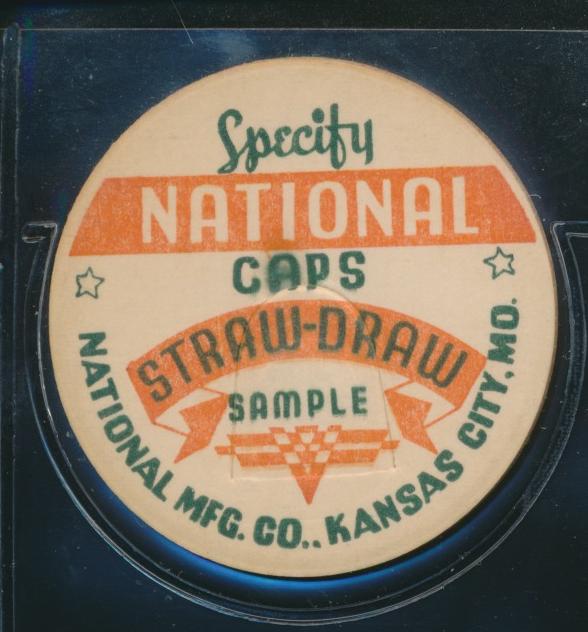 Specify
NATIONAL
CAPS
STRAW-DRAW
SAMPLE
NATIONAL MFG. CO., KANSAS CITY, MO.